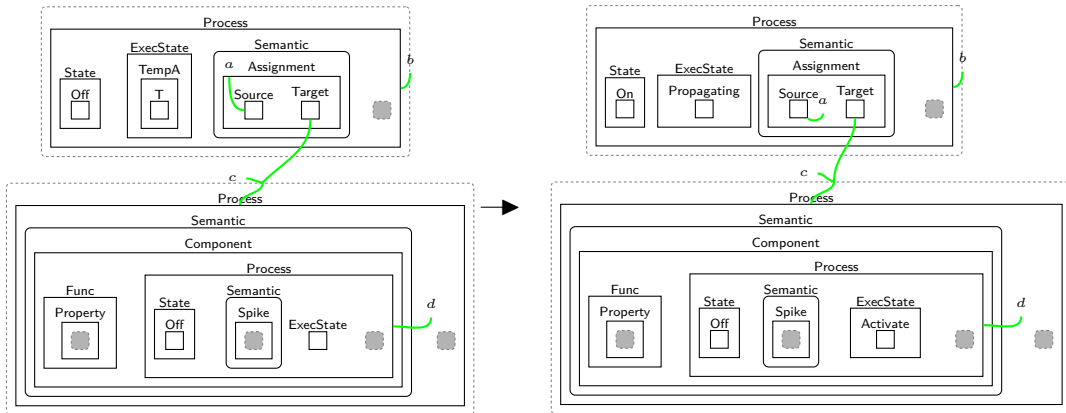 Process
Semantic
ExecState
State
TempA
Assignment
a
b
Off
T
Source
Target
c
Process
Semantic
Component
Process
Func
State
Semantic
Property
Off
Spike
ExecState
d
Process
Semantic
State
ExecState
Assignment
b
On
Propagating
Source
a
Target
c
Process
Semantic
Component
Process
Func
State
Semantic
ExecState
Property
Off
Spike
Activate
d